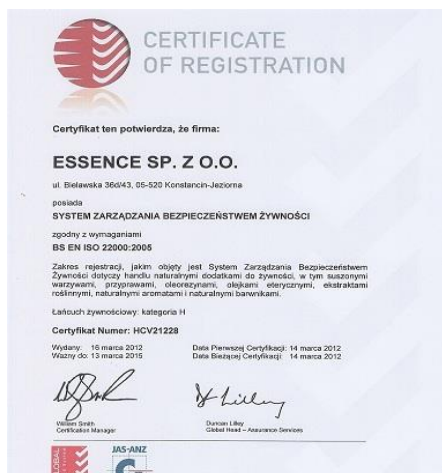 CERTIFICATE
OF REGISTRATION
Certyfikat ten potwierdza, że firma:
ESSENCE SP. Z O.O.
ul. Bielawska 36d/43, 05-520 Konstancin-Jeziorna
posiada
SYSTEM ZARZĄDZANIA BEZPIECZEŃSTWEM ŻYWNOŚCI
zgodny z wymaganiami
BS EN ISO 22000:2005
Zakres rejestracji, jakim objęty jest System Zarządzania Bezpieczeństwem
Żywności dotyczy handlu naturalnymi dodatkami do żywności, w tym suszonymi
warzywami, przyprawami, oleorezynami, olejkami eterycznymi, ekstraktami
roślinnymi, naturalnymi aromatami i naturalnymi barwnikami.
Łańcuch żywnościowy: kategoria H
Certyfikat Numer: HCV21228
Wydany: 16 marca 2012 Data Pierwszej Certyfikacji: 14 marca 2012
Ważny do: 13 marca 2015 Data Bieżącej Certyfikacji: 14 marca 2012
William Smith Duncan Lilley
Certification Manager Global Head – Assurance Services
GLOBAL
JAS-ANZ